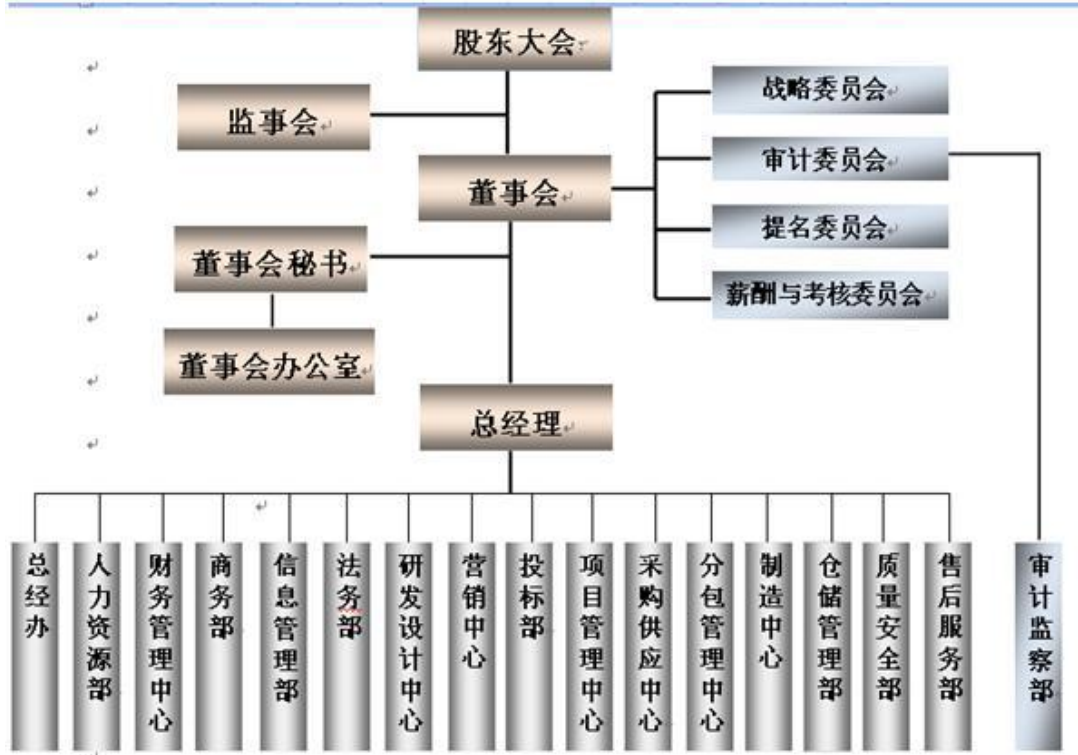 股东大会
监事会
战略委员会
审计委员会
董事会
提名委员会
董事会秘书
薪酬与考核委员会
董事会办公室
总经理
总经办
人力资源部
财务管理中心
商务部
信息管理部
法务部
研发设计中心
营销中心
投标部
项目管理中心
采购供应中心
分包管理中心
制造中心
仓储管理部
质量安全部
售后服务部
审计监察部